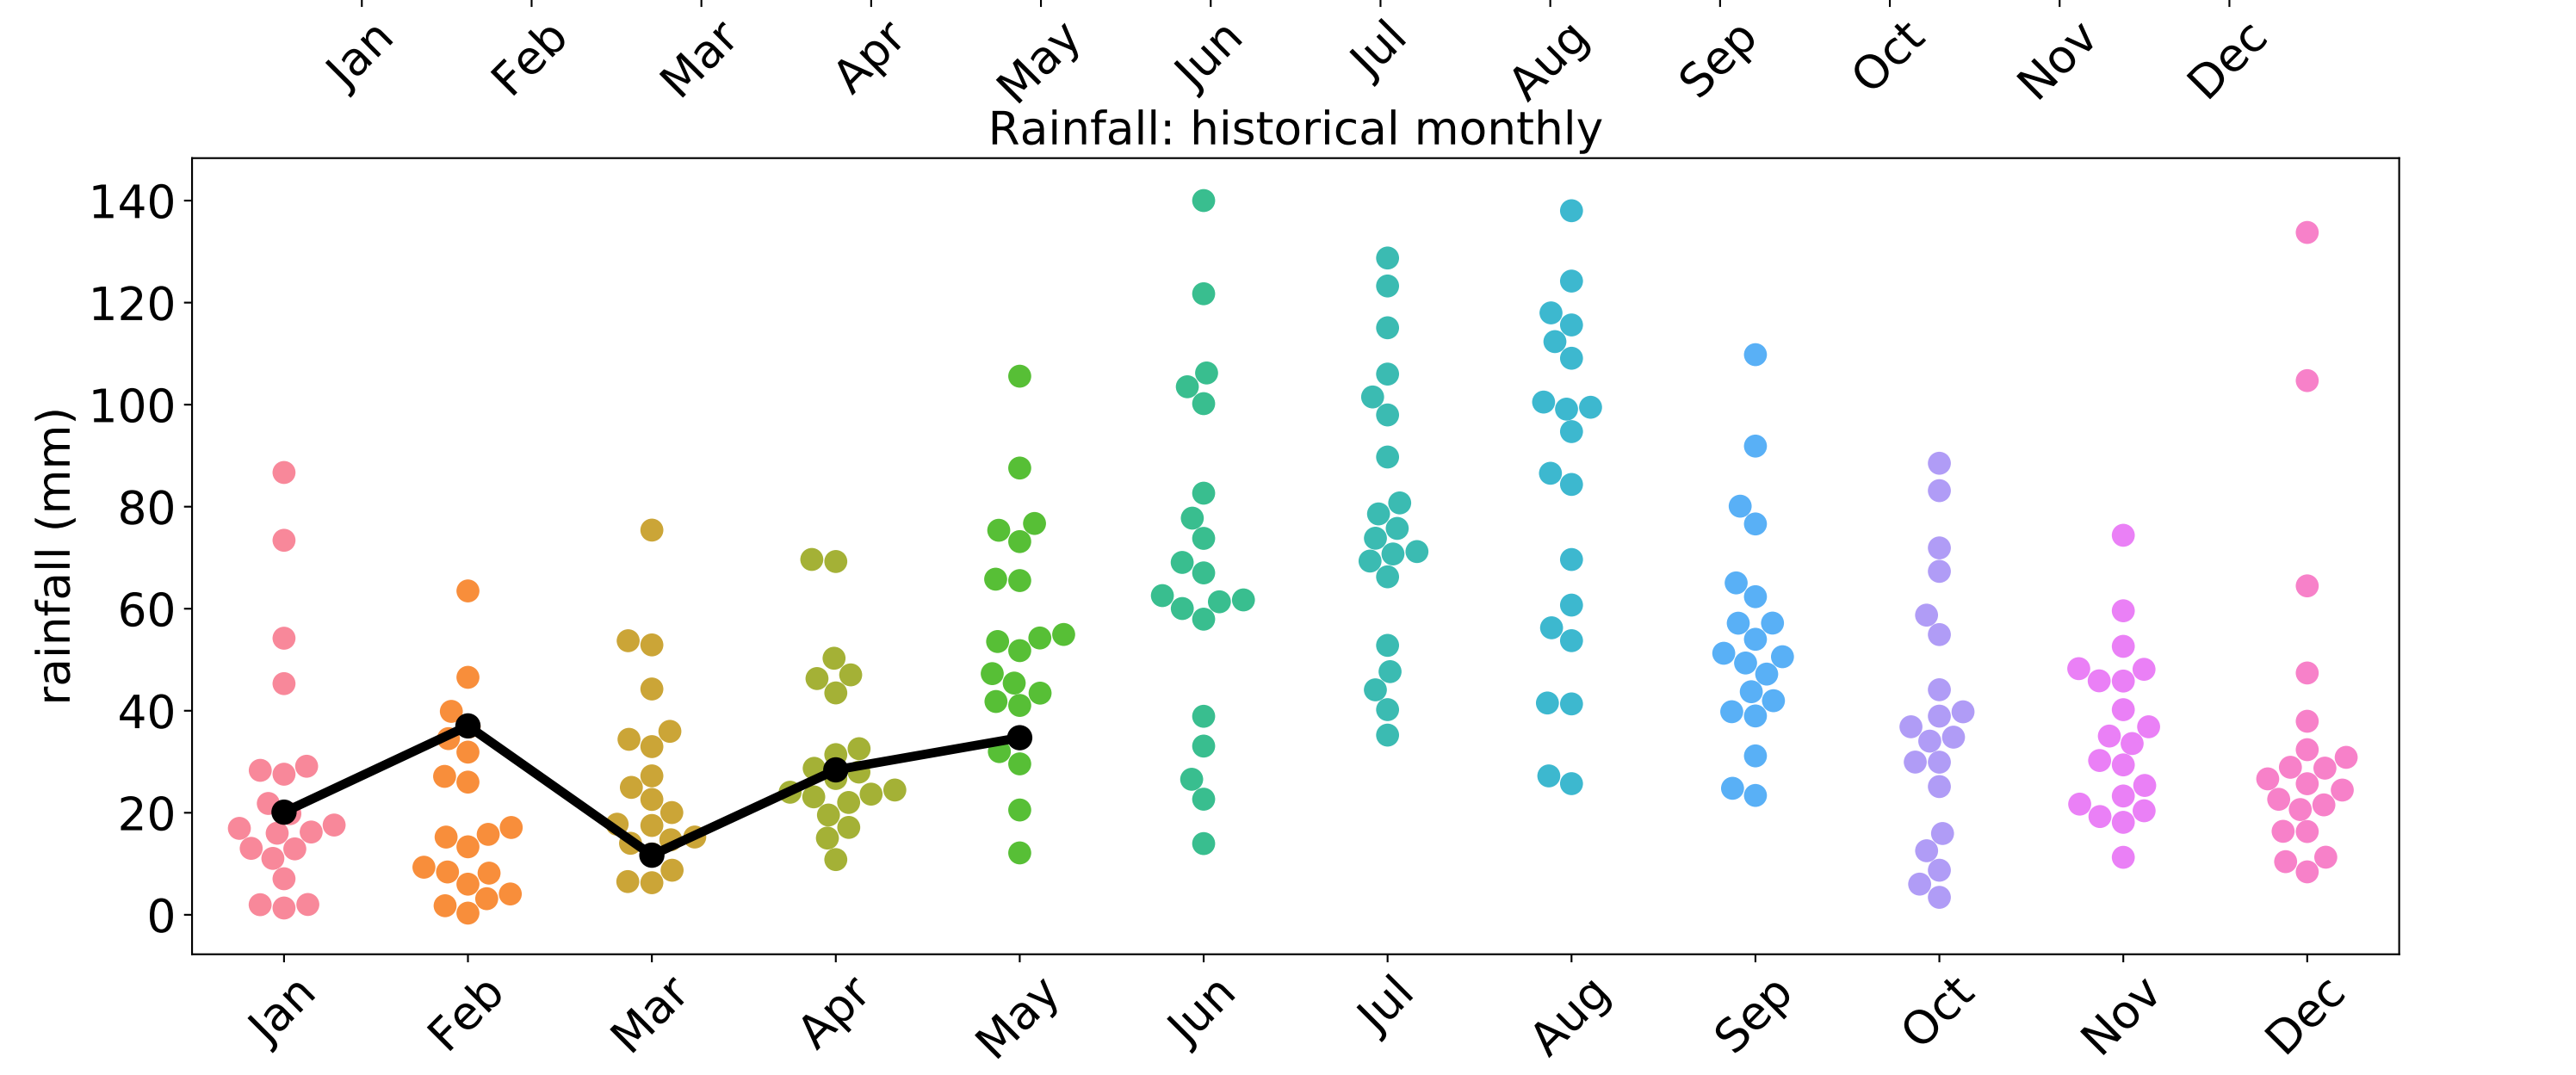 Jan Feb Mar Apr May Jun Jul Aug Sep Oct Nov Dec
Rainfall: historical monthly
140
120
100
80
60
40
20
0
rainfall (mm)
Jan Feb Mar Apr May Jun Jul Aug Sep Oct Nov Dec